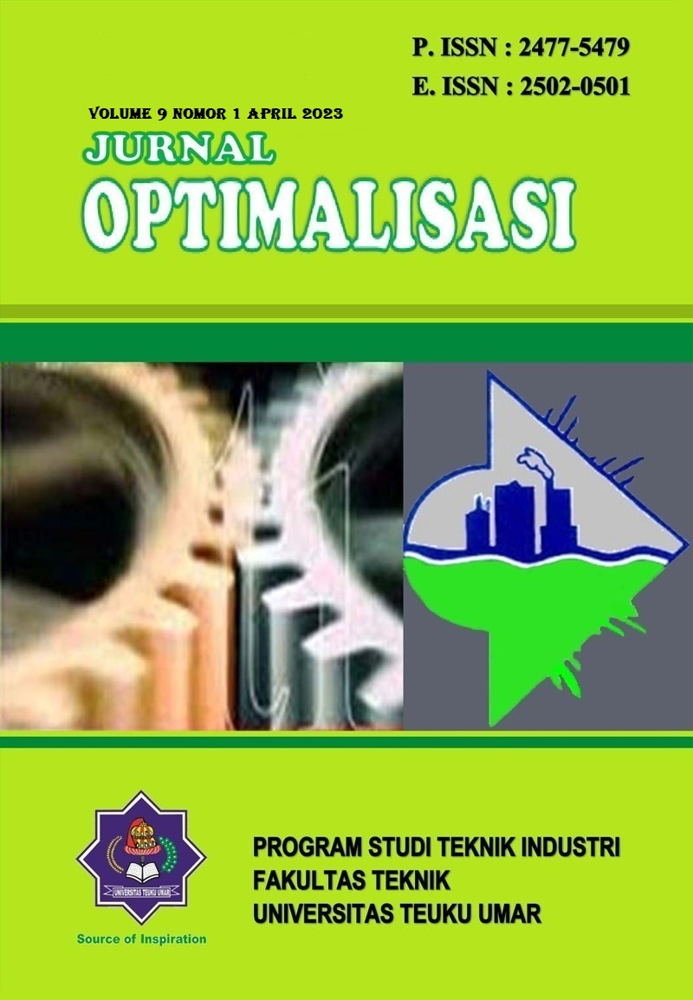 P. ISSN : 2477-5479
E. ISSN : 2502-0501
VOLUME 9 NOMOR 1 APRIL 2023
JURNAL
OPTIMALISASI
UNIVERSITAS TEUKU UMAR
Source of Inspiration
PROGRAM STUDI TEKNIK INDUSTRI
FAKULTAS TEKNIK
UNIVERSITAS TEUKU UMAR